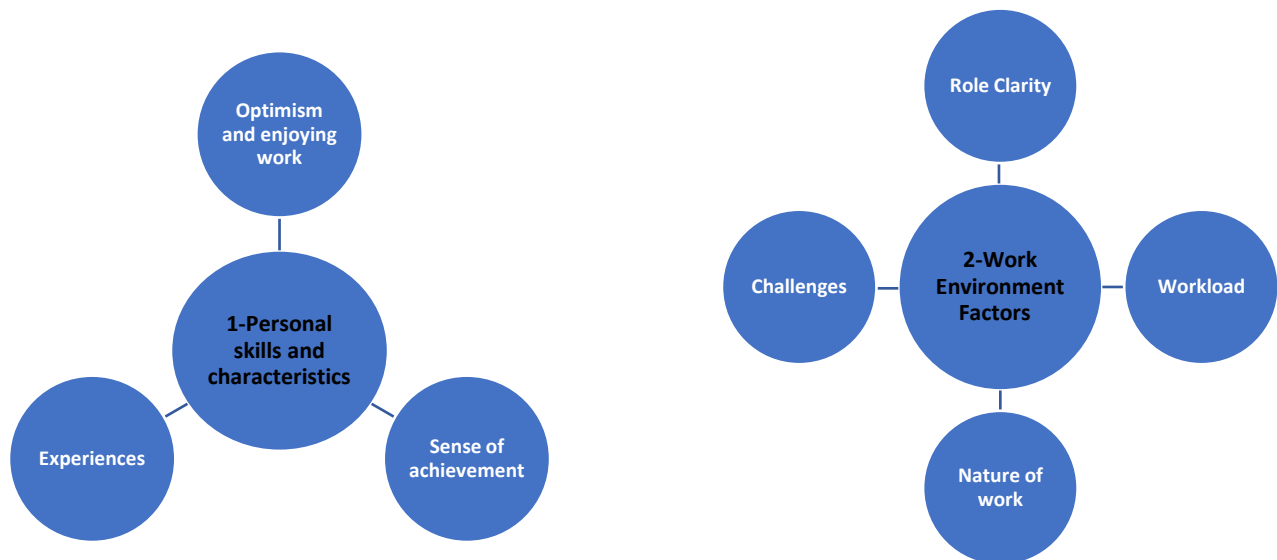 Optimism
and enjoying
work
1-Personal
skills and
characteristics
Experiences
Sense of
achievement
Role Clarity
Challenges
2-Work
Environment
Factors
Workload
Nature of
work